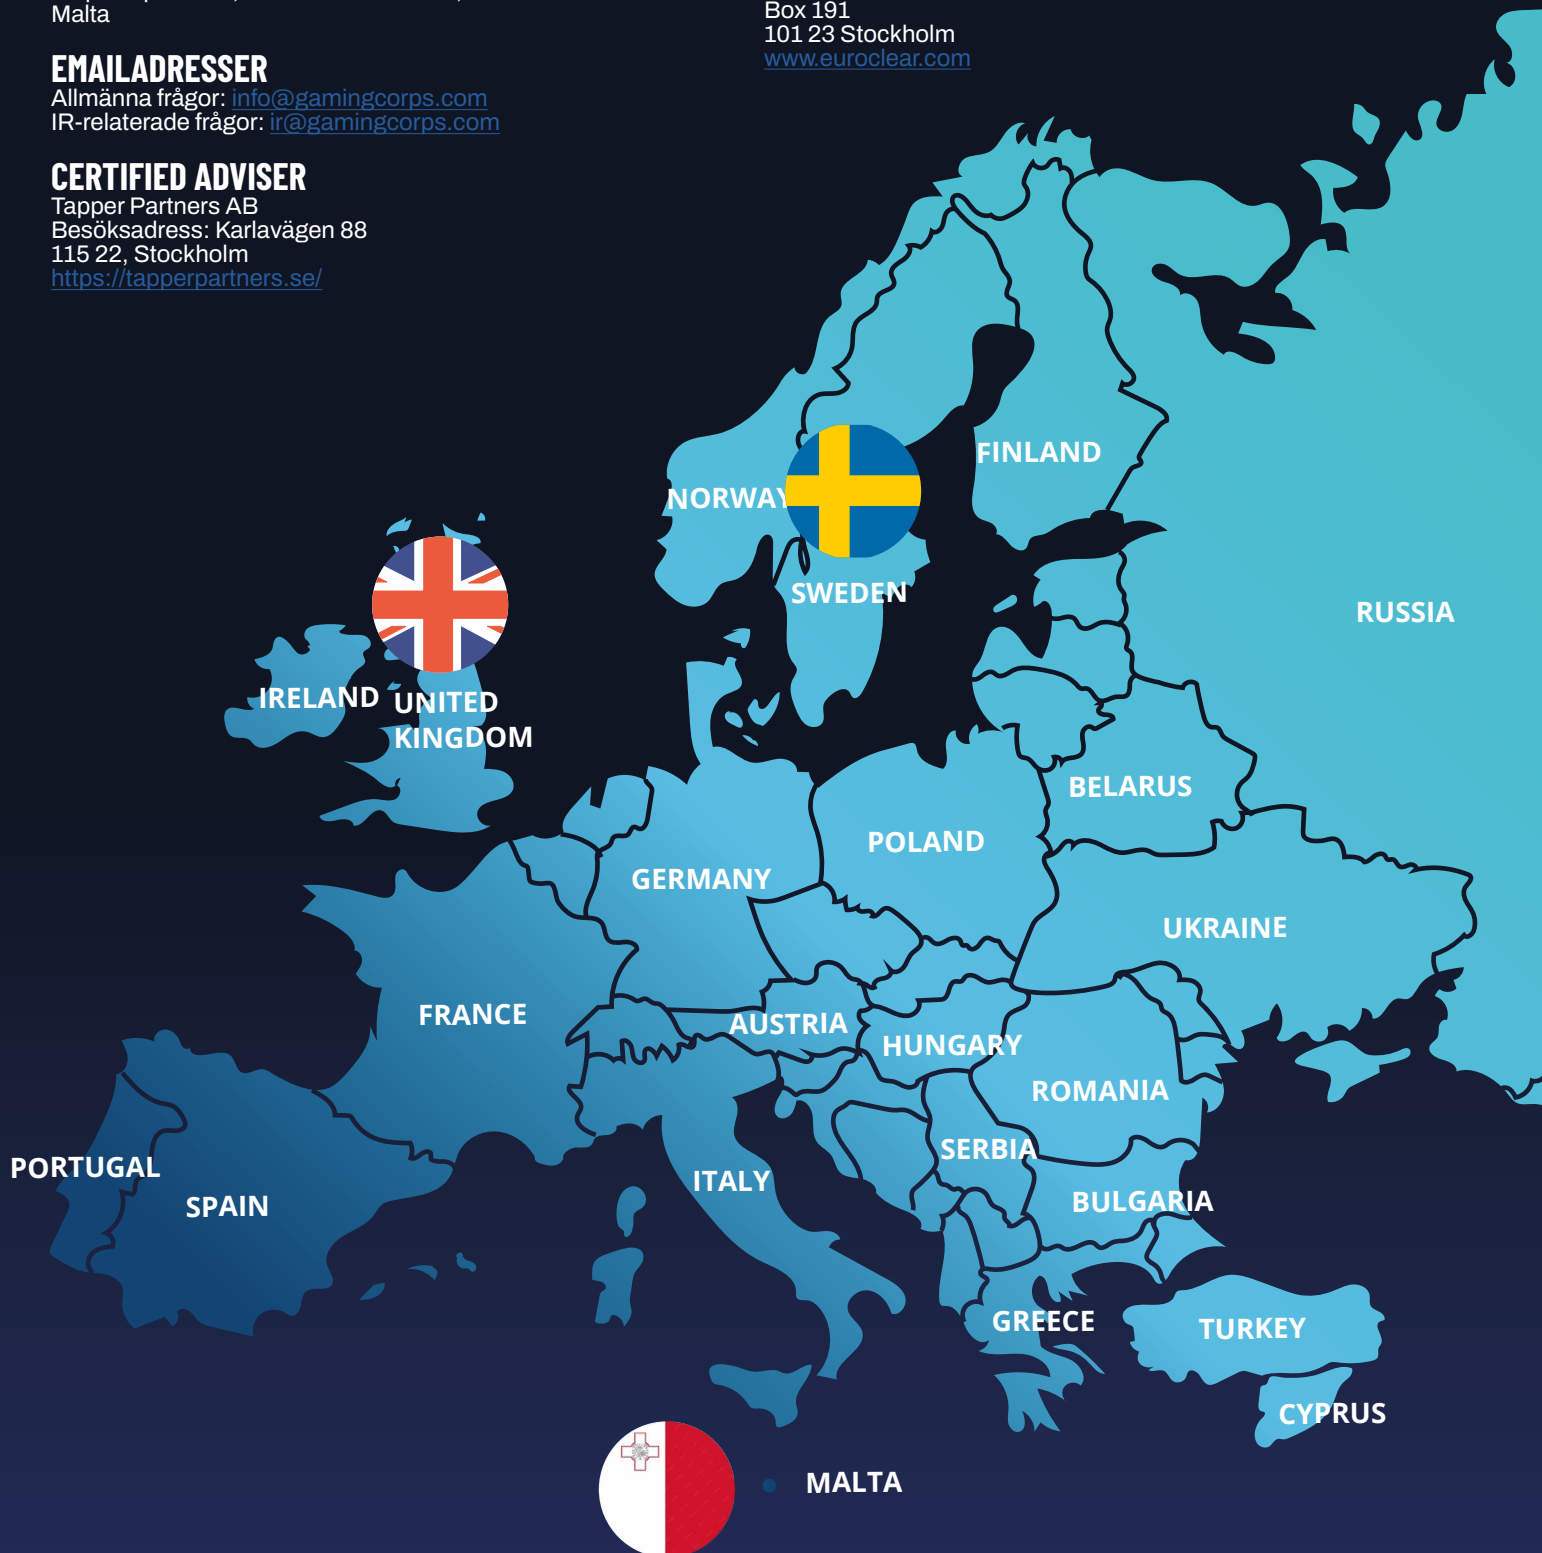 Malta
EMAILADRESSER
Allmänna frågor: info@gamingcorps.com
IR-relaterade frågor: ir@gamingcorps.com
CERTIFIED ADVISER
Tapper Partners AB
Besöksadress: Karlavägen 88
115 22, Stockholm
https://tapperpartners.se/
Box 191
101 23 Stockholm
www.euroclear.com
FINLAND
NORWAY
SWEDEN
RUSSIA
IRELAND
UNITED
KINGDOM
BELARUS
POLAND
GERMANY
UKRAINE
FRANCE
AUSTRIA
HUNGARY
ROMANIA
SERBIA
PORTUGAL
ITALY
SPAIN
BULGARIA
GREECE
TURKEY
CYPRUS
MALTA